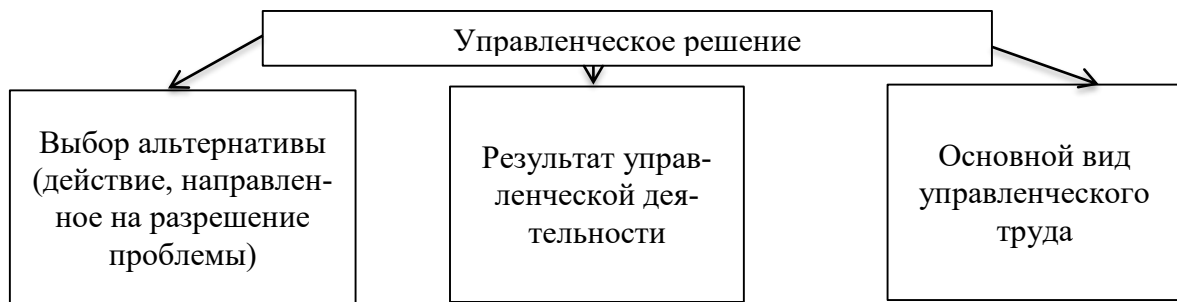 Управленческое решение
Выбор альтернативы
(действие, направлен-
ное на разрешение
проблемы)
Результат управ-
ленческой дея-
тельности
Основной вид
управленческого
труда